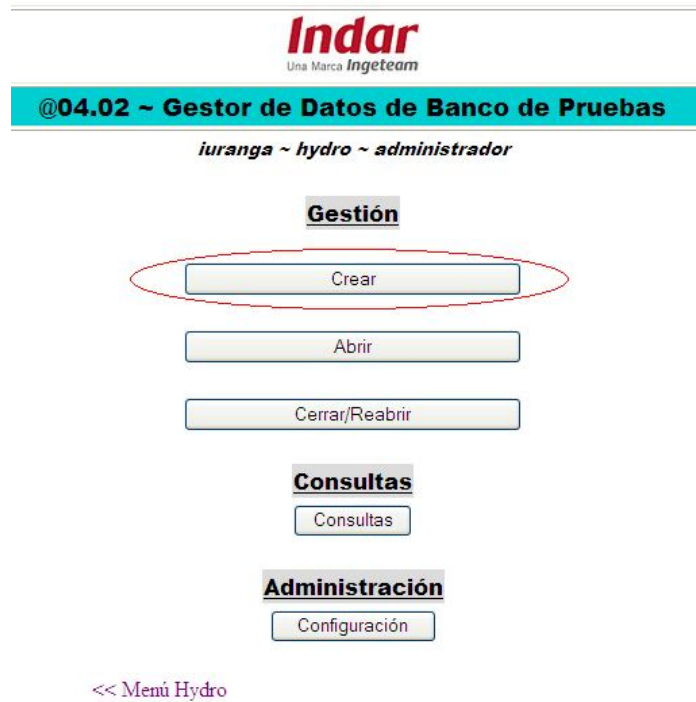 Indar
Una Marca Ingeteam
@04.02 ~ Gestor de Datos de Banco de Pruebas
iuranga ~ hydro ~ administrador
Gestión
Crear
Abrir
Cerrar/Reabrir
Consultas
Consultas
Administración
Configuración
<< Menú Hydro